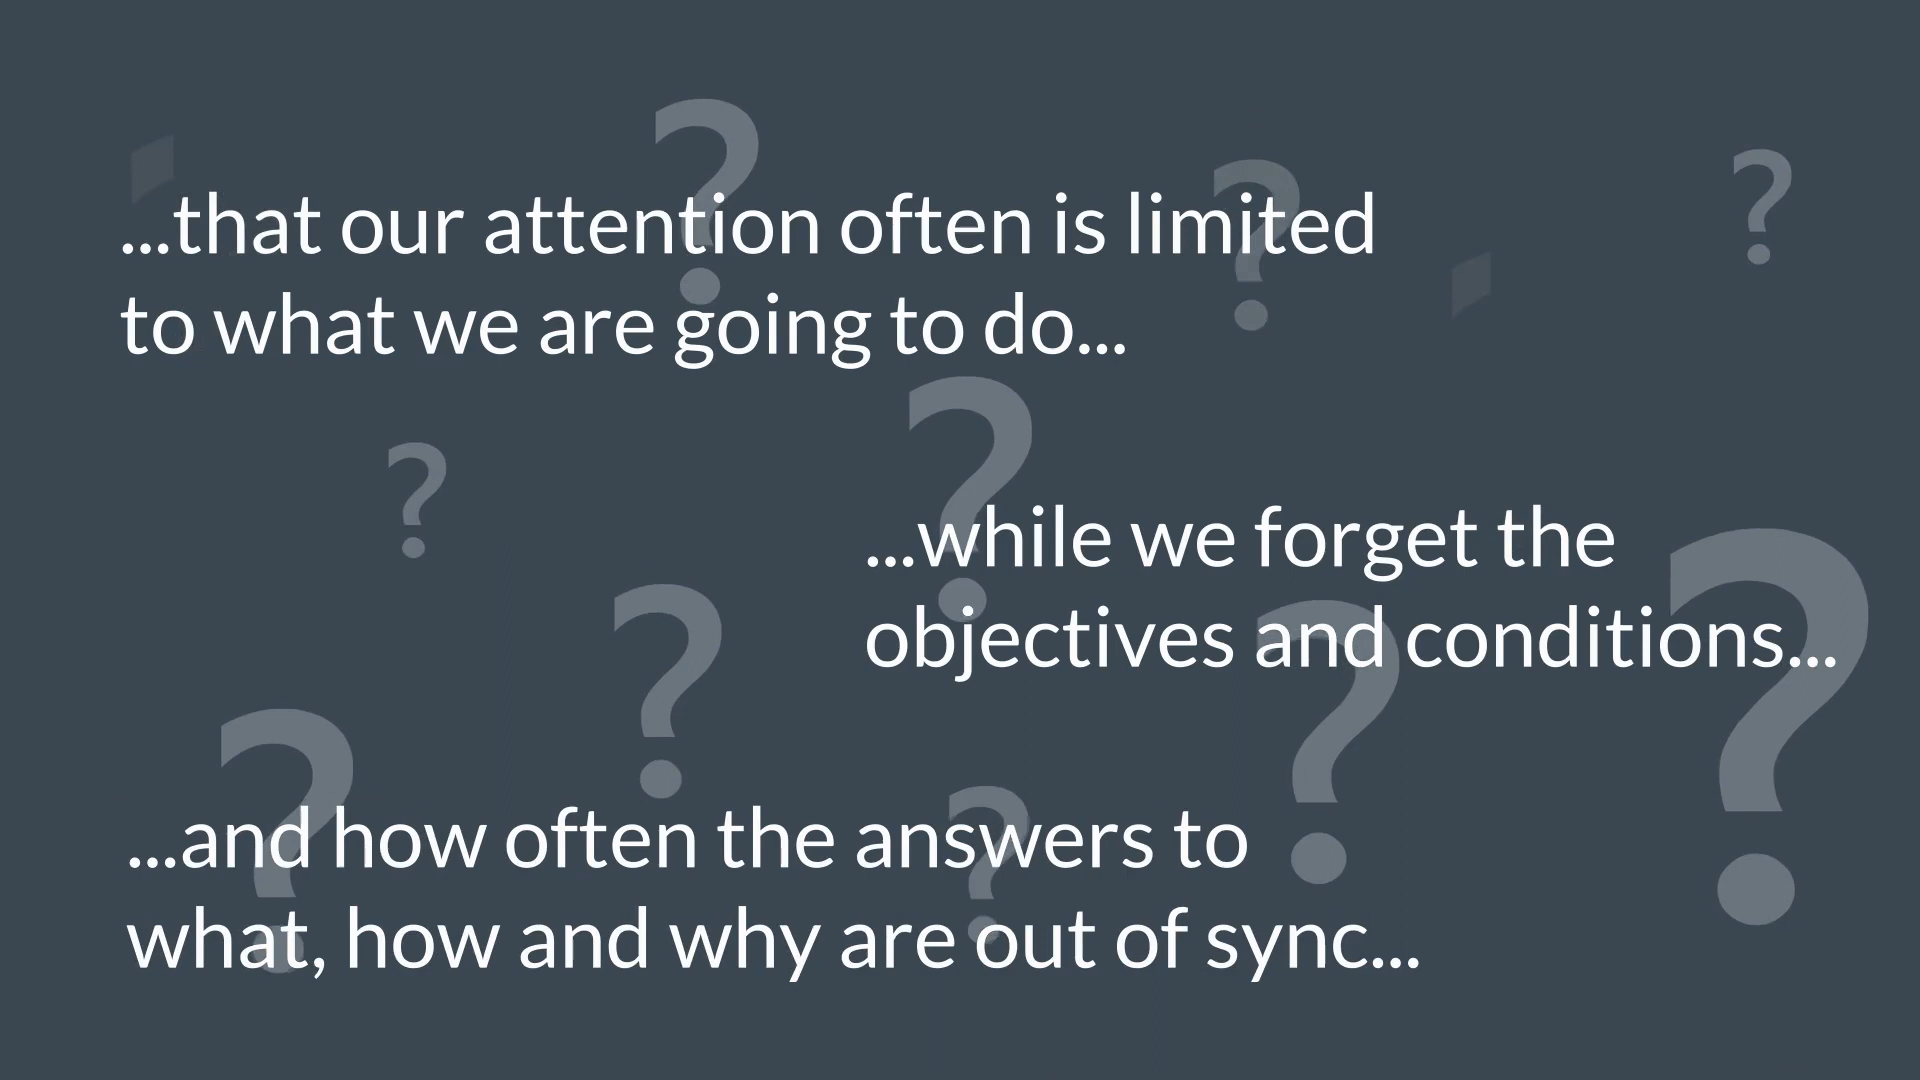 ...that our attention often is limited
to what we are going to do...
...while we forget the
objectives and conditions...
...and how often the answers to
what, how and why are out of sync...